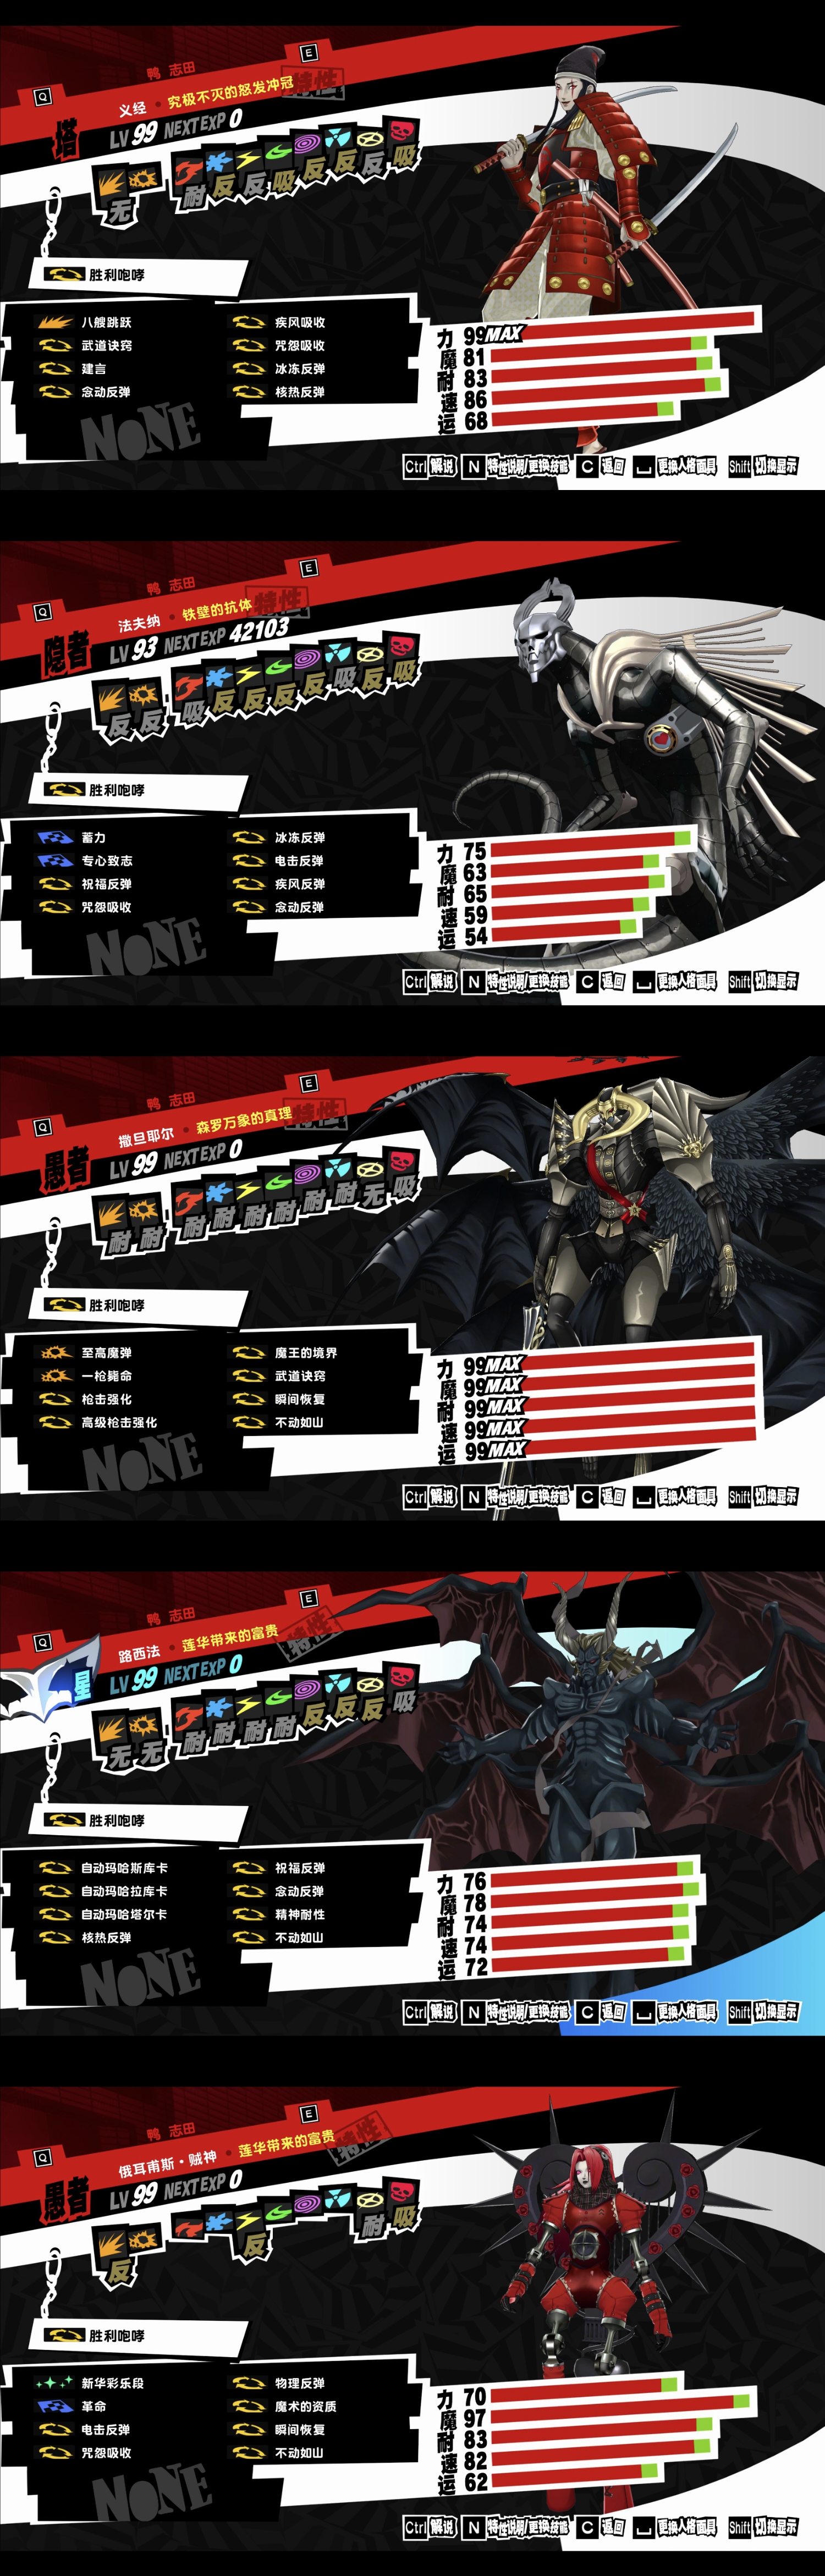 E
鸭 志田
Q
义经 • 究极不灭的怒发冲冠 特性
塔
LV 99 NEXT EXP 0
无 耐 反 反 吸 反 反 反 吸
胜利咆哮
八艘跳跃 疾风吸收
武道诀窍 咒怨吸收
建言 冰冻反弹
念动反弹 核热反弹
NONE
力 99 MAX
魔 81
耐 83
速 86
运 68
Ctrl 解说 N 特性说明/更换技能 C 返回 更换人格面具 Shift 切换显示
E
鸭 志田
Q
法夫纳 • 铁壁的抗体 特性
隐者
LV 93 NEXT EXP 42103
反 反 吸 反 反 反 反 吸 反 吸
胜利咆哮
蓄力 冰冻反弹
专心致志 电击反弹
祝福反弹 疾风反弹
咒怨吸收 念动反弹
NONE
力 75
魔 63
耐 65
速 59
运 54
Ctrl 解说 N 特性说明/更换技能 C 返回 更换人格面具 Shift 切换显示
E
鸭 志田
Q
撒旦耶尔 • 森罗万象的真理 特性
愚者
LV 99 NEXT EXP 0
耐 耐 耐 耐 耐 耐 耐 耐 无 吸
胜利咆哮
至高魔弹 魔王的境界
一枪毙命 武道诀窍
枪击强化 瞬间恢复
高级枪击强化 不动如山
NONE
力 99 MAX
魔 99 MAX
耐 99 MAX
速 99 MAX
运 99 MAX
Ctrl 解说 N 特性说明/更换技能 C 返回 更换人格面具 Shift 切换显示
E
鸭 志田
Q
路西法 • 莲华带来的富贵 特性
星
LV 99 NEXT EXP 0
无 无 耐 耐 耐 耐 反 反 反 吸
胜利咆哮
自动玛哈斯库卡 祝福反弹
自动玛哈拉库卡 念动反弹
自动玛哈塔尔卡 精神耐性
核热反弹 不动如山
NONE
力 76
魔 78
耐 74
速 74
运 72
Ctrl 解说 N 特性说明/更换技能 C 返回 更换人格面具 Shift 切换显示
E
鸭 志田
Q
俄耳甫斯・贼神 • 莲华带来的富贵 特性
愚者
LV 99 NEXT EXP 0
反 反 耐 吸
胜利咆哮
新华彩乐段 物理反弹
革命 魔术的资质
电击反弹 瞬间恢复
咒怨吸收 不动如山
NONE
力 70
魔 97
耐 83
速 82
运 62
Ctrl 解说 N 特性说明/更换技能 C 返回 更换人格面具 Shift 切换显示